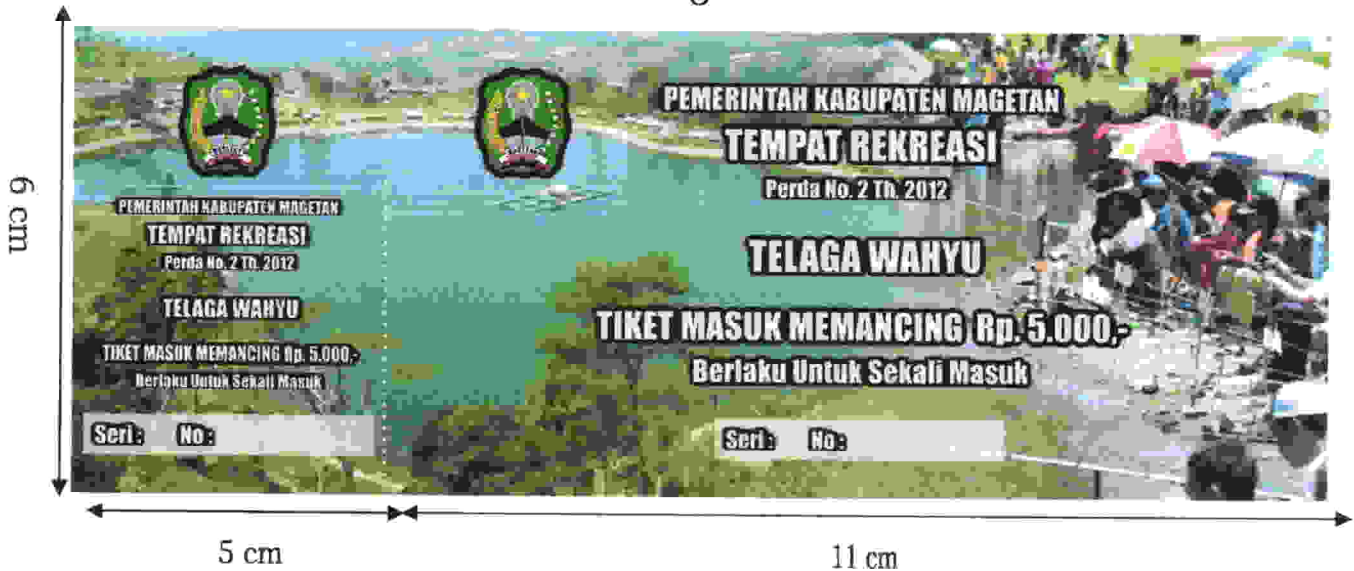 6 cm
PEMERINTAH KABUPATEN MAGETAN
TEMPAT REKREASI
Perda No. 2 Th. 2012
TELAGA WAHYU
TIKET MASUK MEMANCING Rp. 5.000,-
Berlaku Untuk Sekali Masuk
Seri : No :
PEMERINTAH KABUPATEN MAGETAN
TEMPAT REKREASI
Perda No. 2 Th. 2012
TELAGA WAHYU
TIKET MASUK MEMANCING Rp. 5.000,-
Berlaku Untuk Sekali Masuk
Seri : No :
5 cm
11 cm